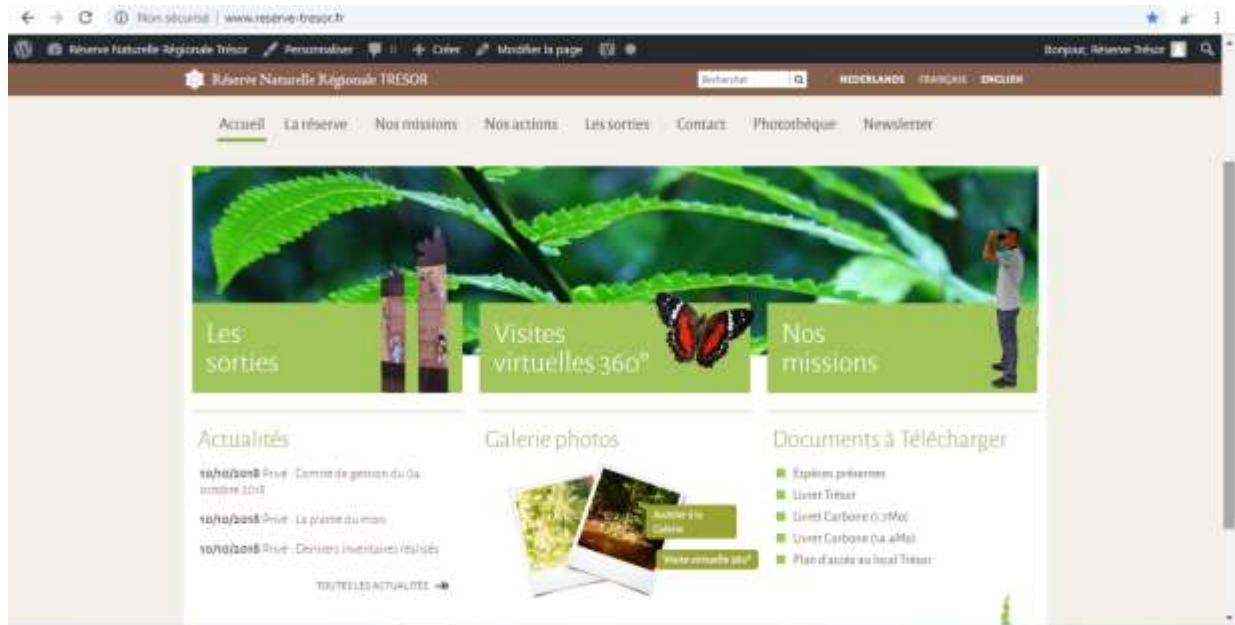 Non sécurisé | www.reserve-tresor.fr
Réserve Naturelle Régionale Trésor Personnaliser Créer Modifier la page Bonjour, Réserve Trésor
Réserve Naturelle Régionale TRESOR Rechercher NEDERLANDS FRANÇAIS ENGLISH
Accueil La réserve Nos missions Nos actions Les sorties Contact Photothèque Newsletter
Les
sorties
Visites
virtuelles 360°
Nos
missions
Actualités
10/10/2018 Privé : Comité de gestion du 04
octobre 2018
10/10/2018 Privé : La plante du mois
10/10/2018 Privé : Derniers inventaires réalisés
TOUTES LES ACTUALITÉS
Galerie photos
Accéder à la
Galerie
Visite virtuelle 360°
Documents à Télécharger
Espèces présentes
Livret Trésor
Livret Carbone (1.7Mo)
Livret Carbone (14.4Mo)
Plan d'accès au local Trésor